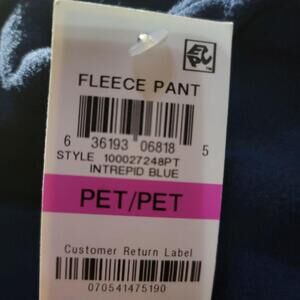 FLEECE PANT
6 36193 06818 5
STYLE 100027248PT
INTREPID BLUE
PET/PET
Customer Return Label
070541475190